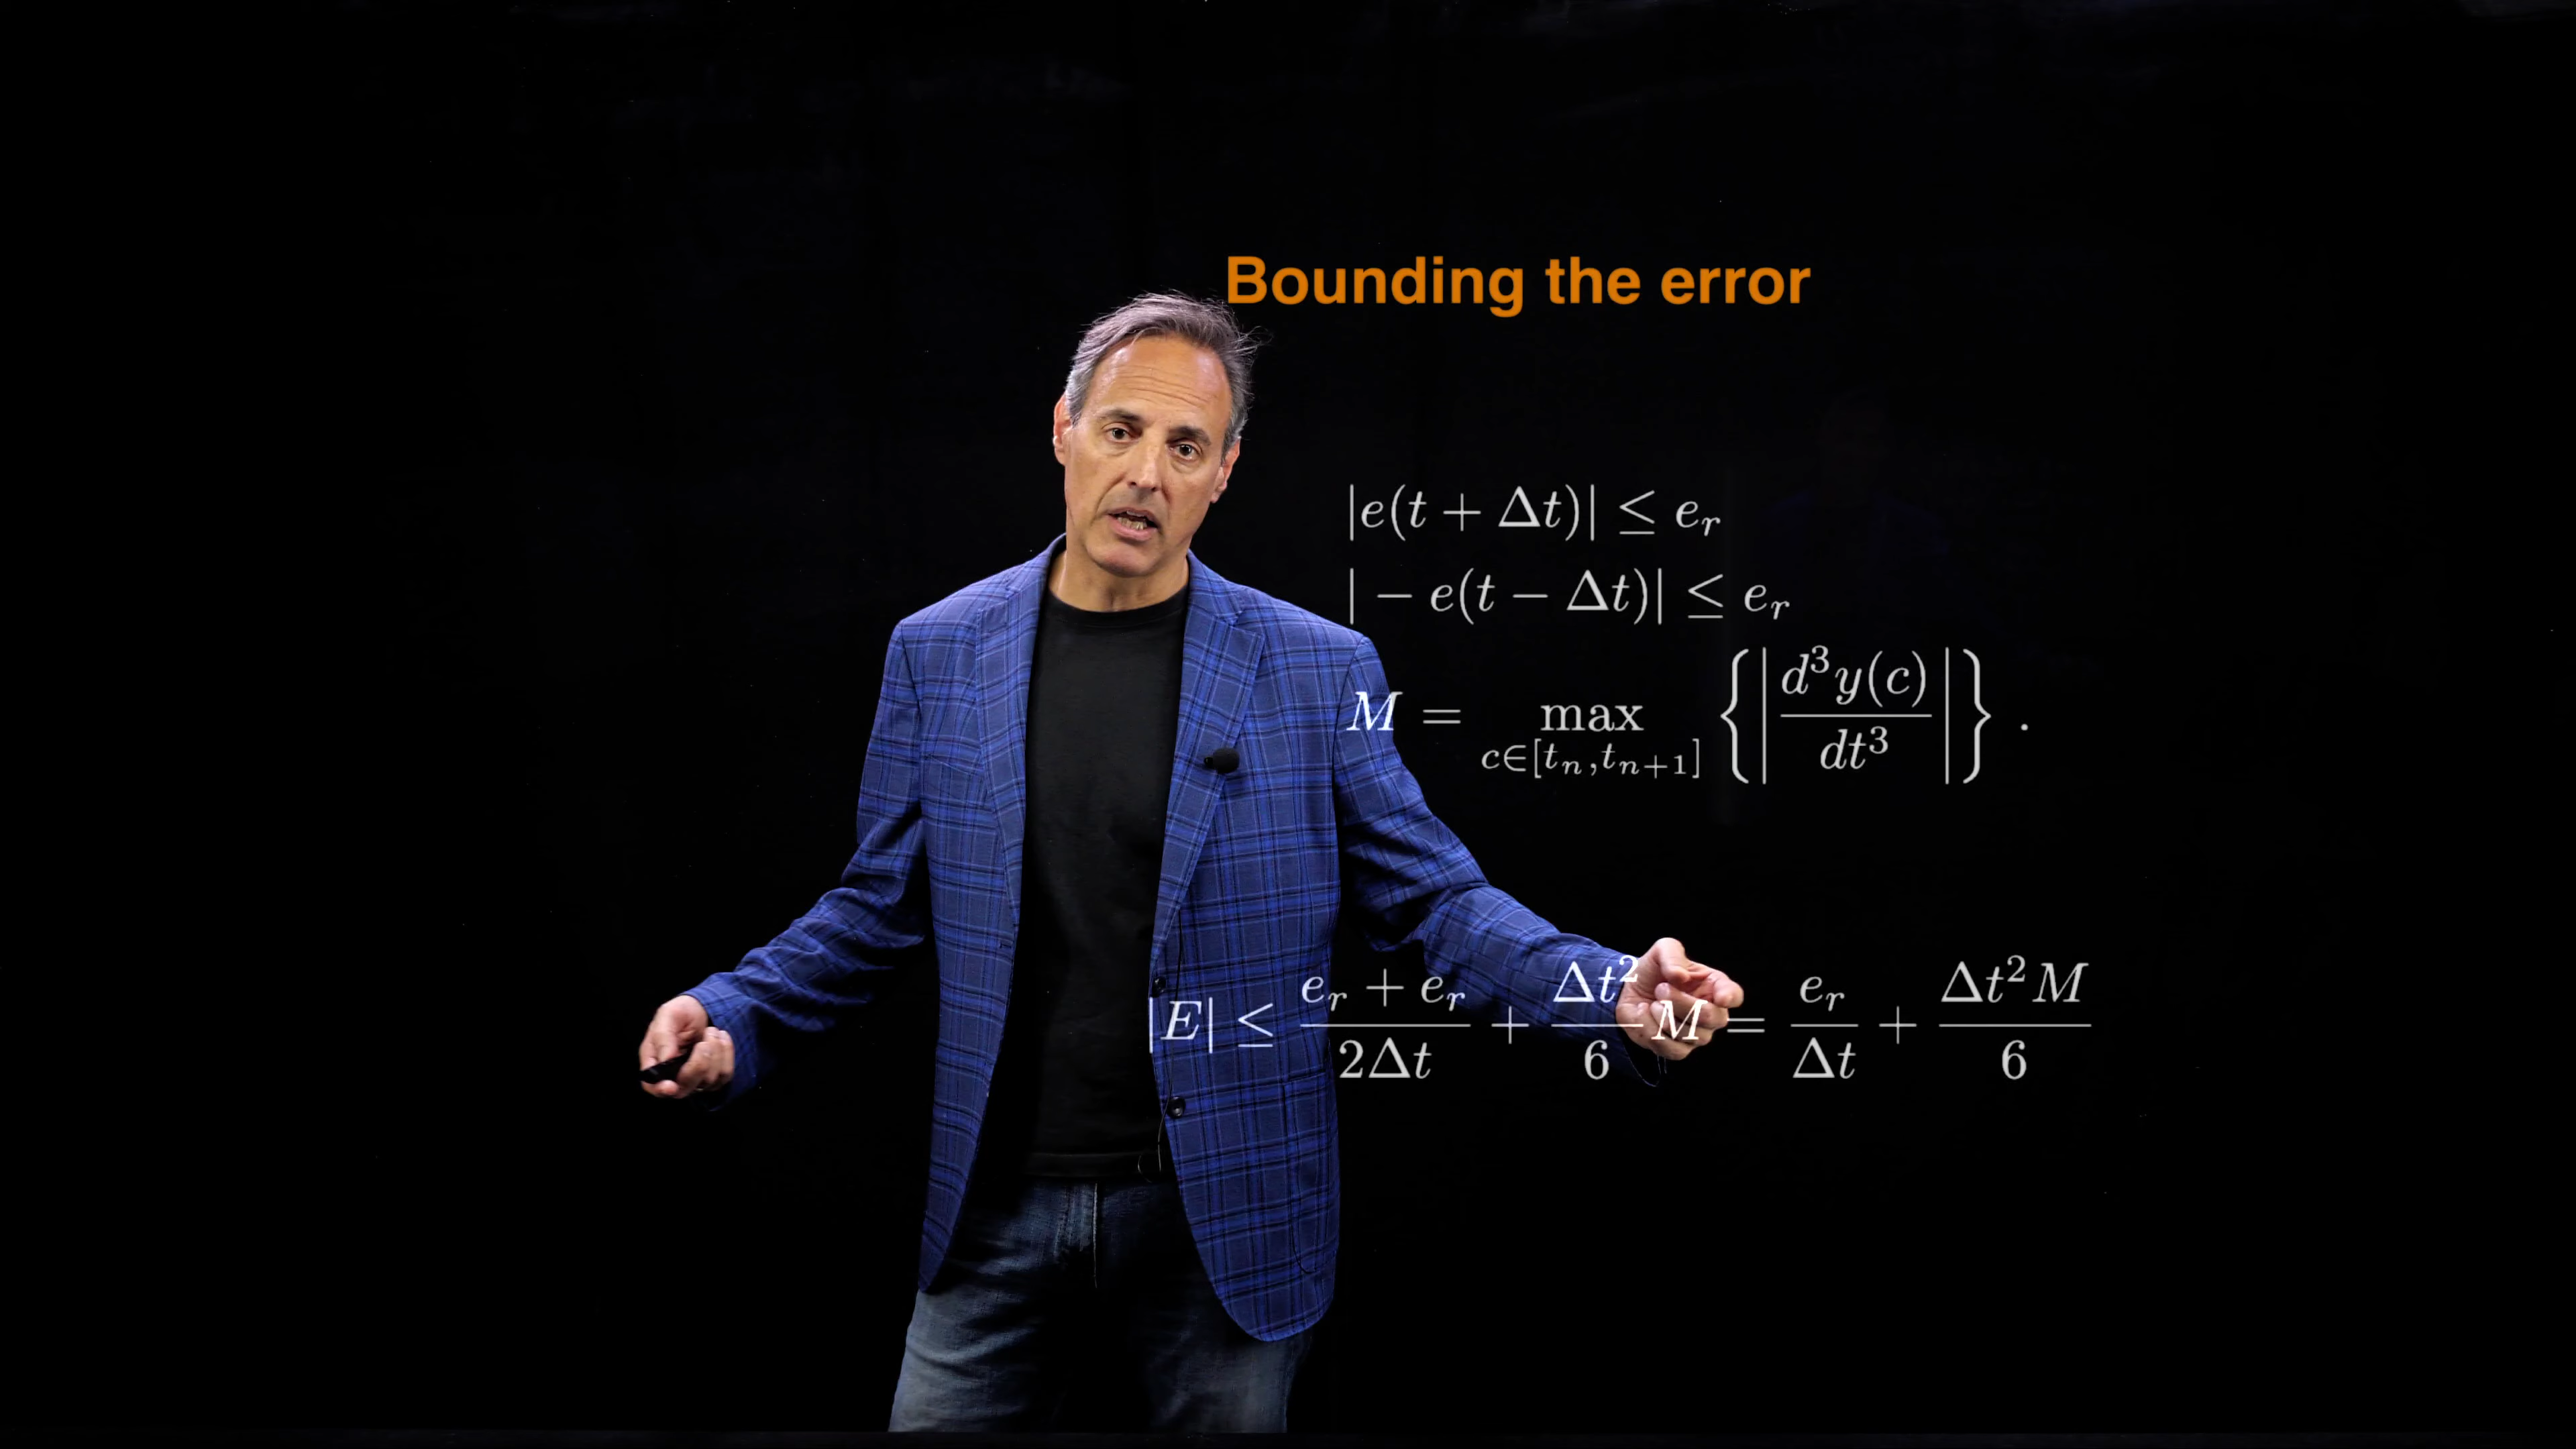 Bounding the error
|e(t + Δt)| ≤ e_r
| − e(t − Δt)| ≤ e_r
M = max_{c∈[t_n,t_{n+1}]} { | d³y(c) / dt³ | } .
|E| ≤ (e_r + e_r) / (2Δt) + (Δt² / 6) M = e_r / Δt + (Δt² M) / 6